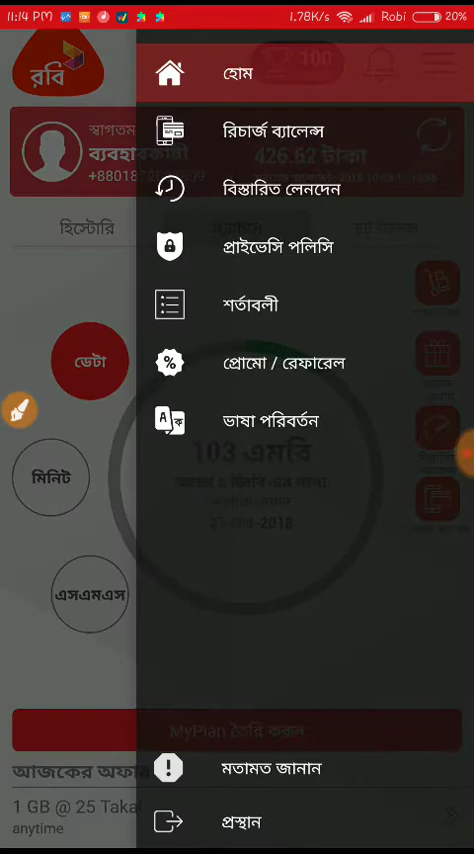 11:14 PM
1.78K/s
Robi
20%
রবি
100
হোম
স্বাগতম
ব্যবহারকারী
426.62 টাকা
রিচার্জ ব্যালেন্স
বিস্তারিত লেনদেন
হিস্টোরি
প্রাইভেসি পলিসি
শর্তাবলী
ডেটা
প্রোমো / রেফারেল
ভাষা পরিবর্তন
103 এমবি
মিনিট
2018
এসএমএস
MyPlan তৈরি করুন
আজকের অফার
মতামত জানান
1 GB @ 25 Taka
anytime
প্রস্থান